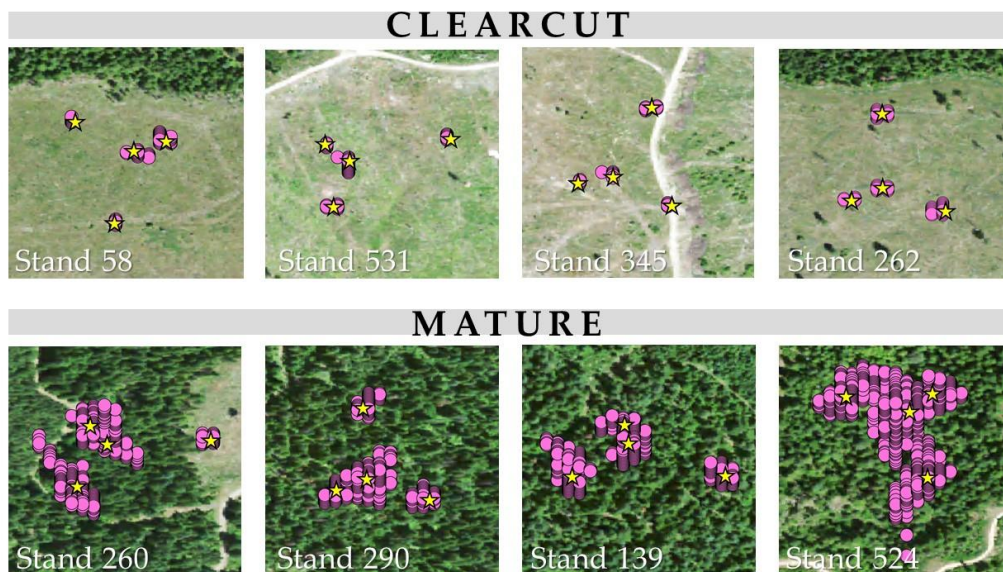 CLEARCUT
Stand 58
Stand 531
Stand 345
Stand 262
MATURE
Stand 260
Stand 290
Stand 139
Stand 524